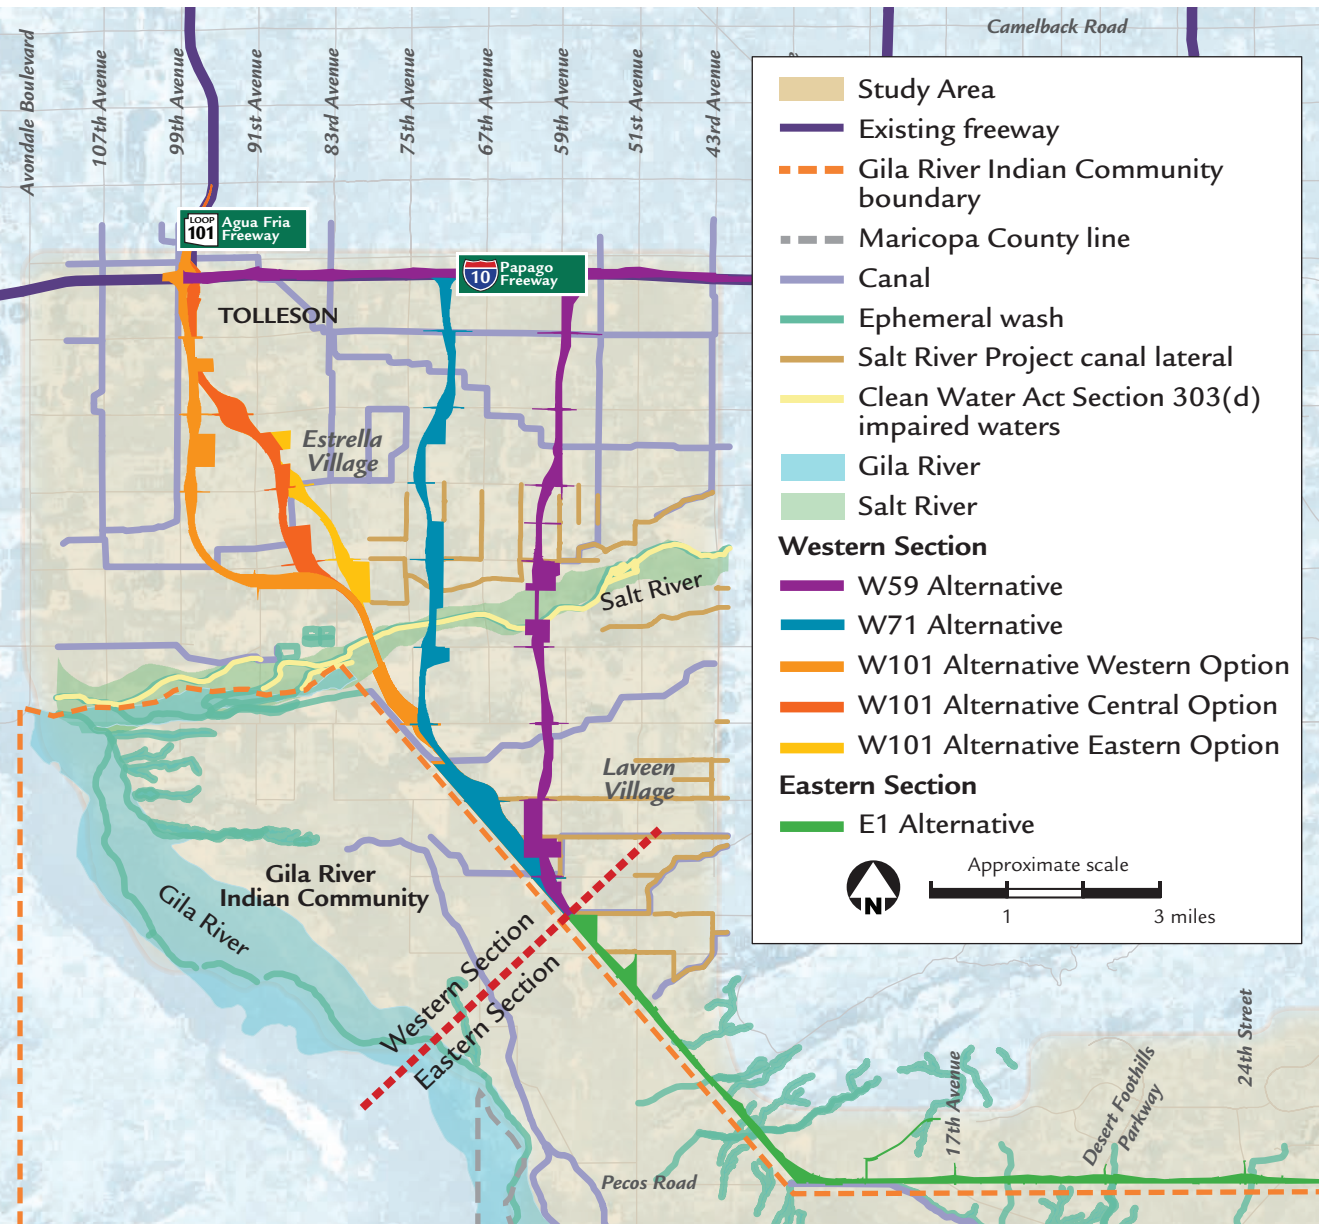 Camelback Road
Avondale Boulevard
107th Avenue
99th Avenue
91st Avenue
83rd Avenue
75th Avenue
67th Avenue
59th Avenue
51st Avenue
43rd Avenue
LOOP
101
Agua Fria
Freeway
10
Papago
Freeway
TOLLESON
Estrella
Village
Salt River
Laveen
Village
Gila River
Indian Community
Gila River
Western Section
Eastern Section
Pecos Road
17th Avenue
Desert Foothills
Parkway
24th Street
Study Area
Existing freeway
Gila River Indian Community
boundary
Maricopa County line
Canal
Ephemeral wash
Salt River Project canal lateral
Clean Water Act Section 303(d)
impaired waters
Gila River
Salt River
Western Section
W59 Alternative
W71 Alternative
W101 Alternative Western Option
W101 Alternative Central Option
W101 Alternative Eastern Option
Eastern Section
E1 Alternative
N
Approximate scale
1
3 miles